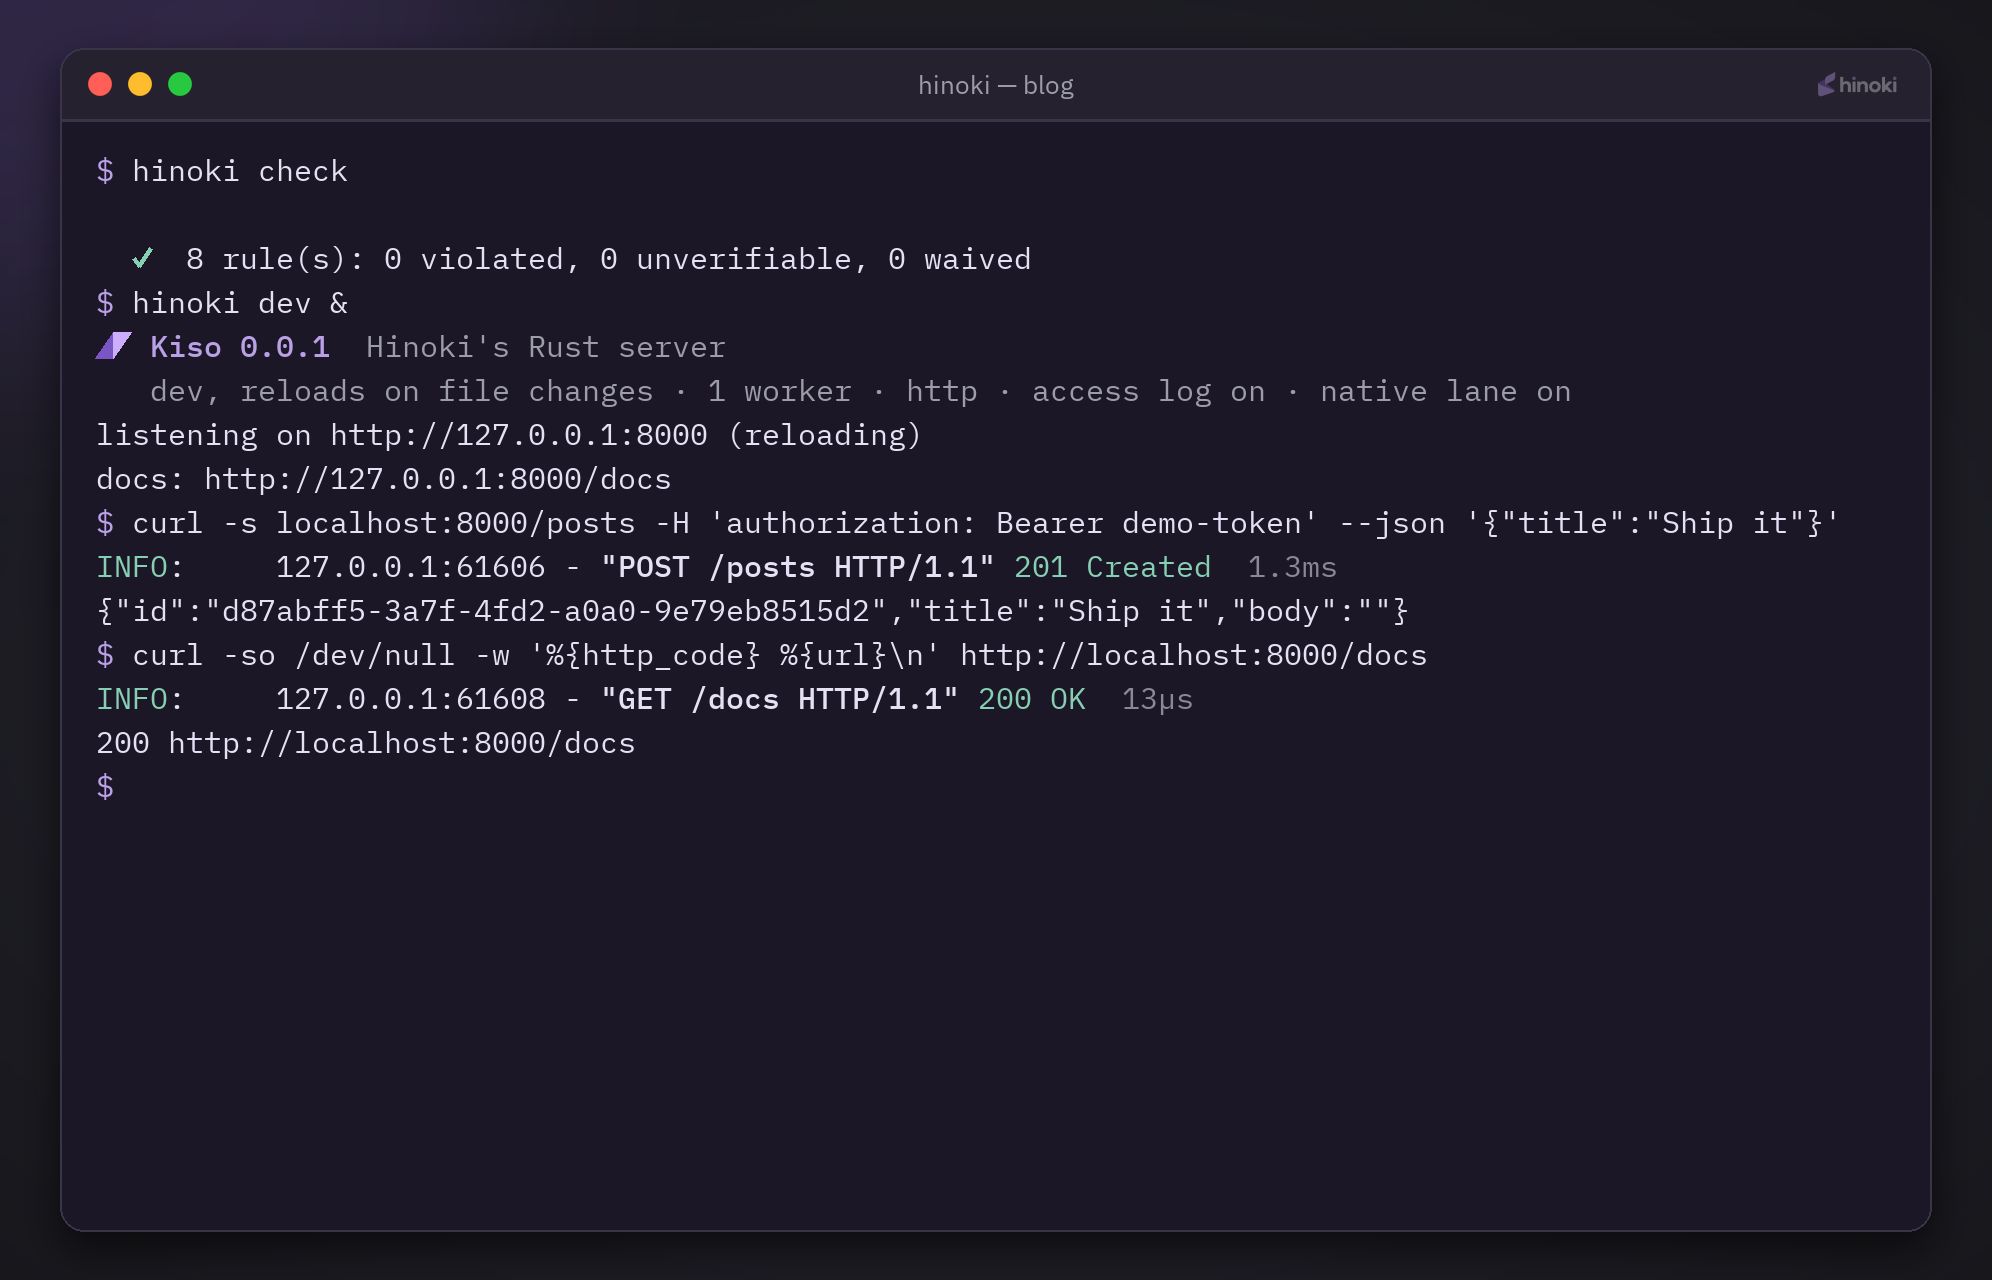 hinoki — blog
hinoki
$ hinoki check
✓ 8 rule(s): 0 violated, 0 unverifiable, 0 waived
$ hinoki dev &
Kiso 0.0.1  Hinoki's Rust server
dev, reloads on file changes · 1 worker · http · access log on · native lane on
listening on http://127.0.0.1:8000 (reloading)
docs: http://127.0.0.1:8000/docs
$ curl -s localhost:8000/posts -H 'authorization: Bearer demo-token' --json '{"title":"Ship it"}'
INFO:     127.0.0.1:61606 - "POST /posts HTTP/1.1" 201 Created  1.3ms
{"id":"d87abff5-3a7f-4fd2-a0a0-9e79eb8515d2","title":"Ship it","body":""}
$ curl -so /dev/null -w '%{http_code} %{url}\n' http://localhost:8000/docs
INFO:     127.0.0.1:61608 - "GET /docs HTTP/1.1" 200 OK  13µs
200 http://localhost:8000/docs
$